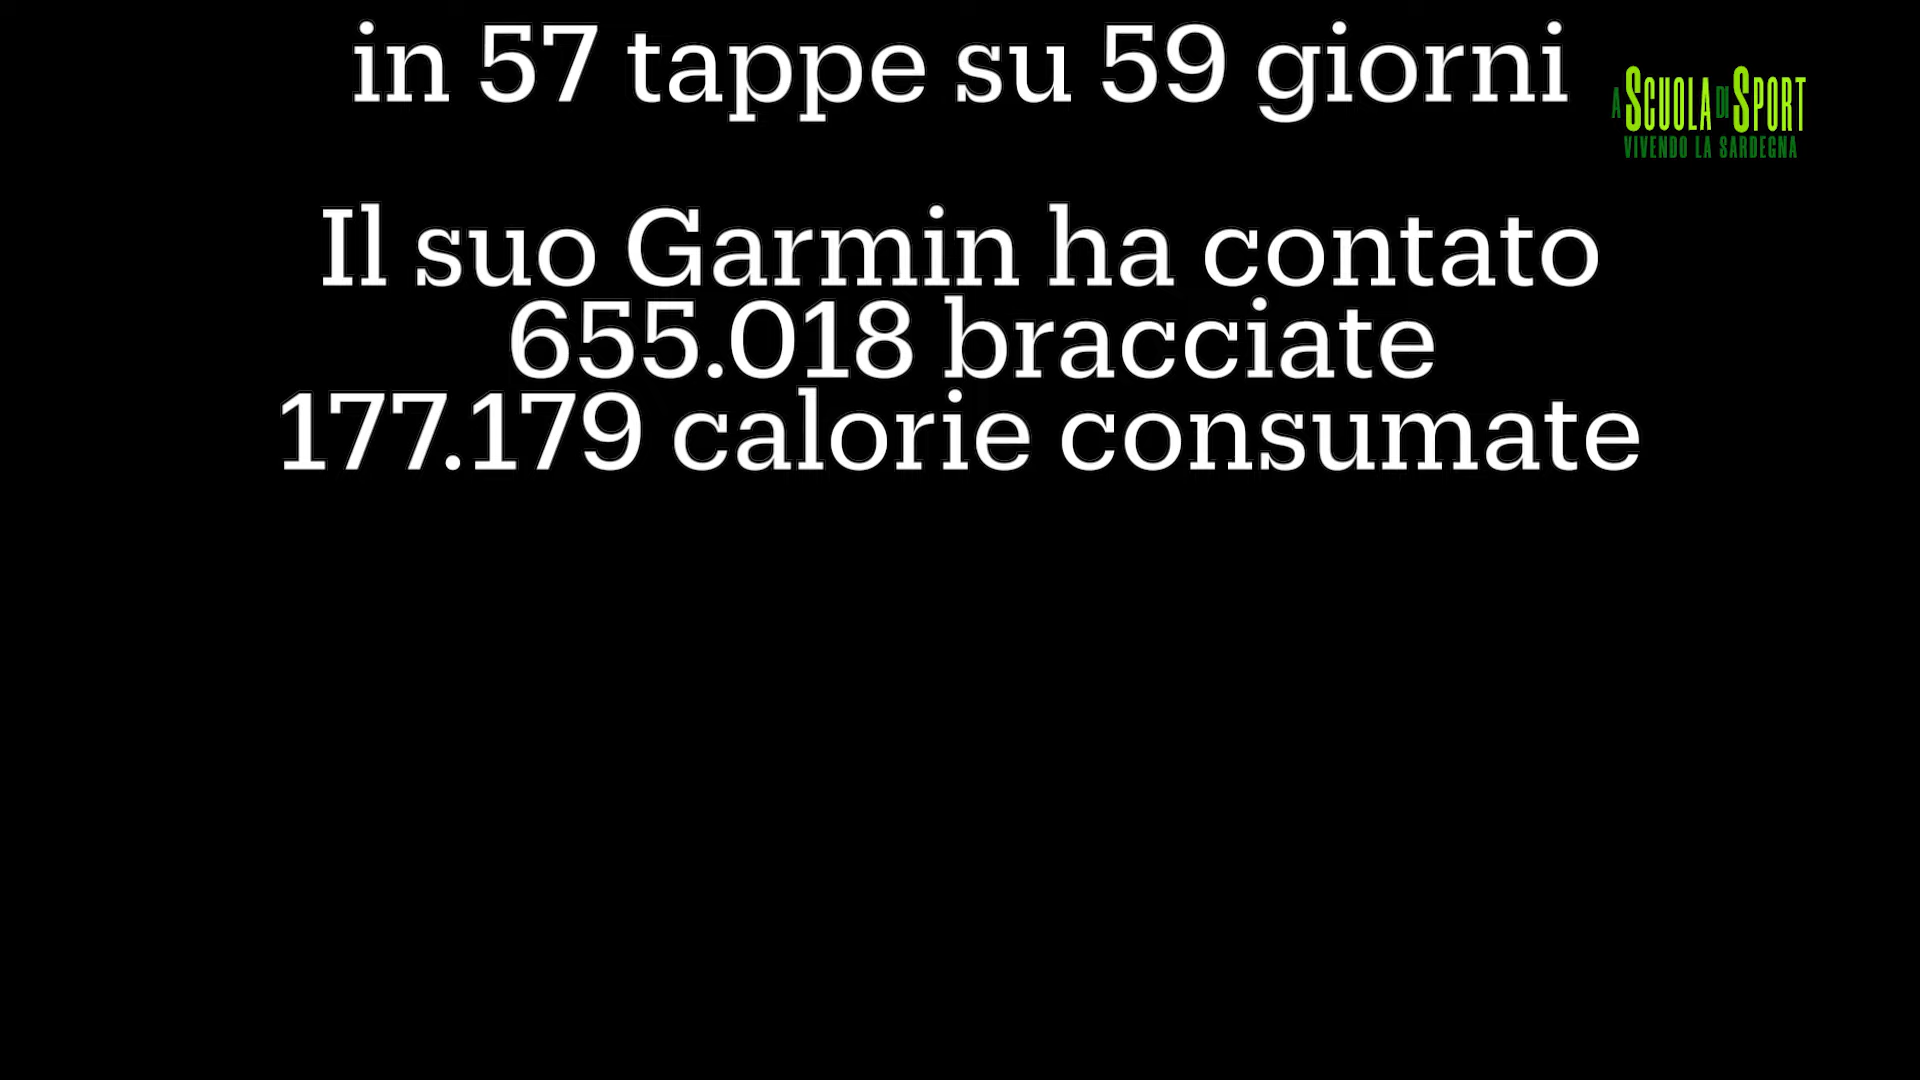 in 57 tappe su 59 giorni
A SCUOLA DI SPORT
VIVENDO LA SARDEGNA
Il suo Garmin ha contato
655.018 bracciate
177.179 calorie consumate